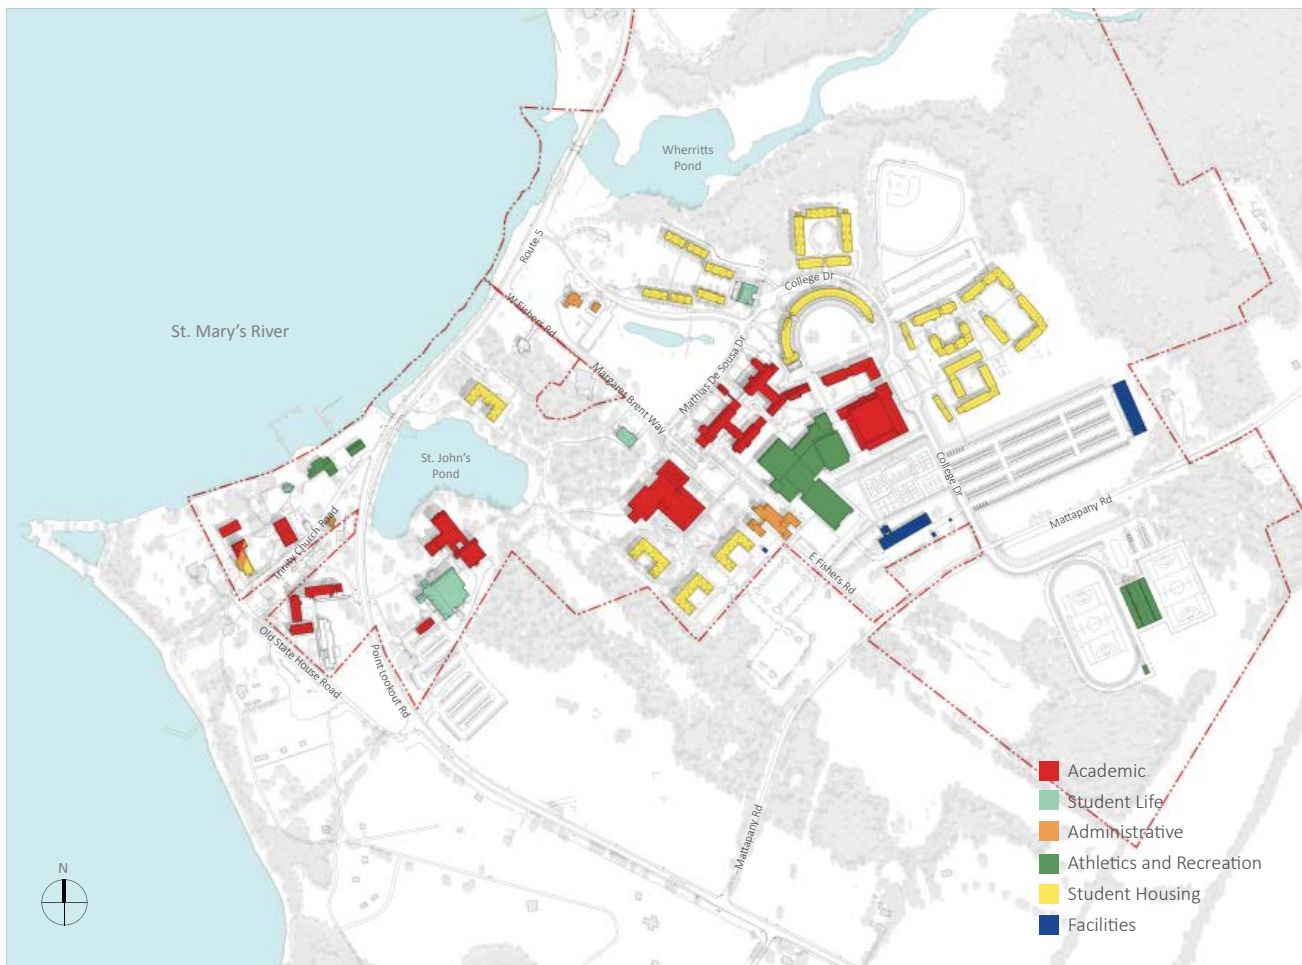 Wherritts
Pond
Route 5
College Dr
St. Mary's River
W Fishers Rd
Mathias De Sousa Dr.
Margaret Brent Way
St. John's
Pond
College Dr
Mattapany Rd
Trinity Church Road
E Fishers Rd
Old State House Road
Point Lookout Rd
Mattapany Rd
Academic
Student Life
Administrative
Athletics and Recreation
Student Housing
Facilities
N